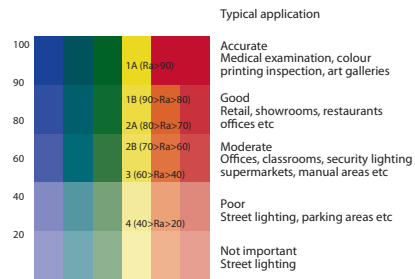 Typical application
100
Accurate
Medical examination, colour
printing inspection, art galleries
1A (Ra>90)
90
Good
Retail, showrooms, restaurants
offices etc
1B (90>Ra>80)
80
2A (80>Ra>70)
Moderate
Offices, classrooms, security lighting
supermarkets, manual areas etc
2B (70>Ra>60)
60
3 (60>Ra>40)
40
Poor
Street lighting, parking areas etc
4 (40>Ra>20)
20
Not important
Street lighting